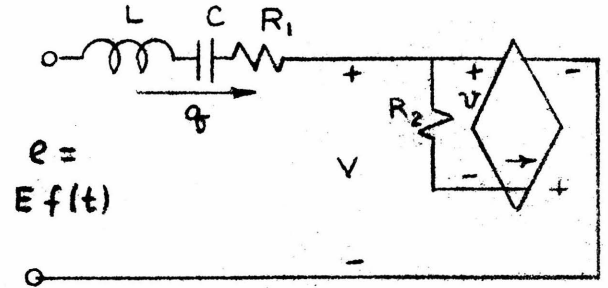 L C R₁
+ + -
q R₂ v
e =
E f(t)
V
- +
-